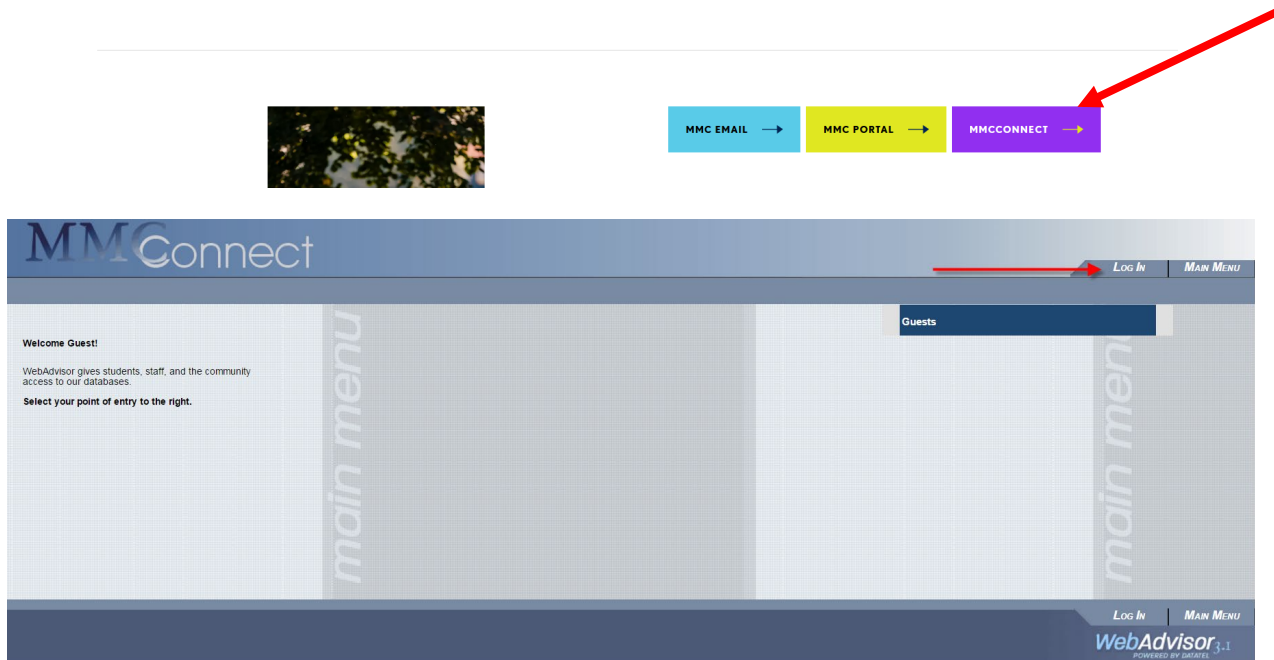 MMC EMAIL → MMC PORTAL → MMCCONNECT →
MMConnect
LOG IN MAIN MENU
Guests
Welcome Guest!
WebAdvisor gives students, staff, and the community
access to our databases.
Select your point of entry to the right.
main menu
main menu
LOG IN MAIN MENU
WebAdvisor3.1
POWERED BY DATATEL